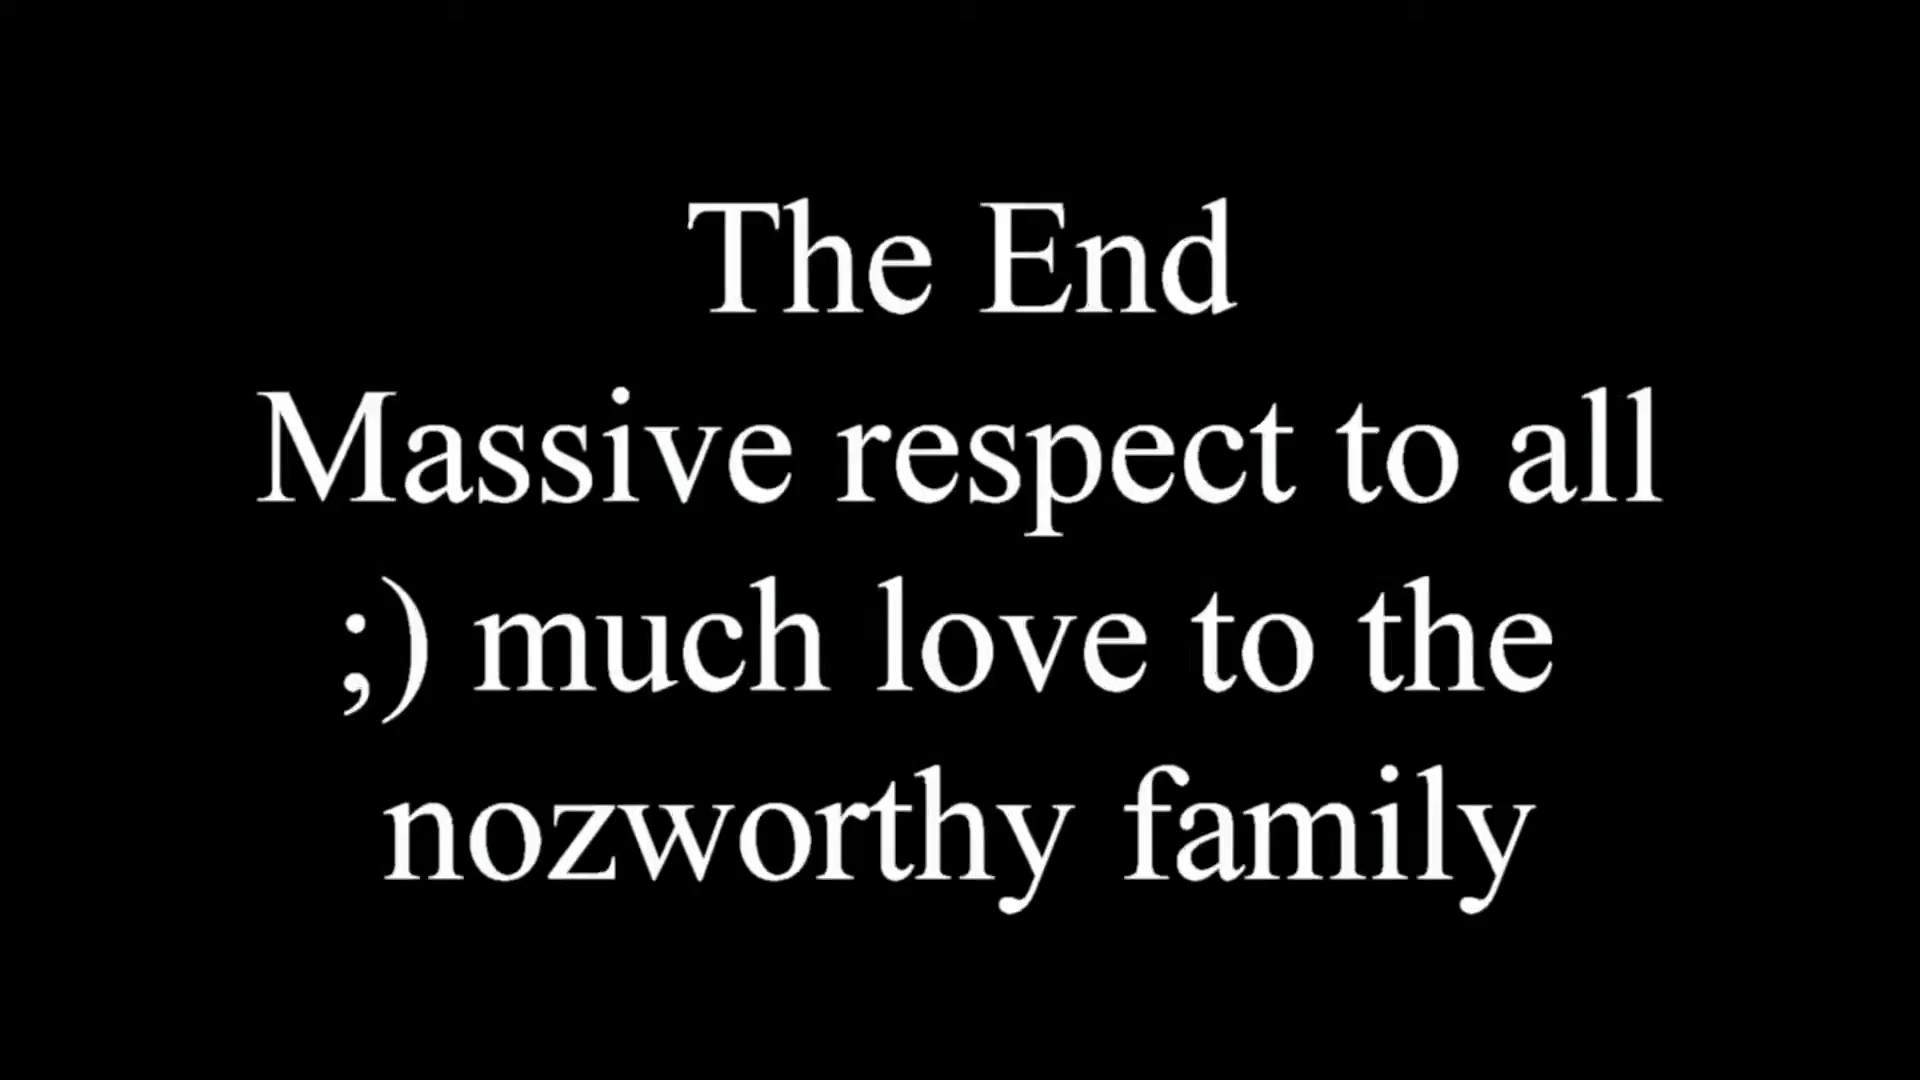 The End
Massive respect to all
;) much love to the
nozworthy family